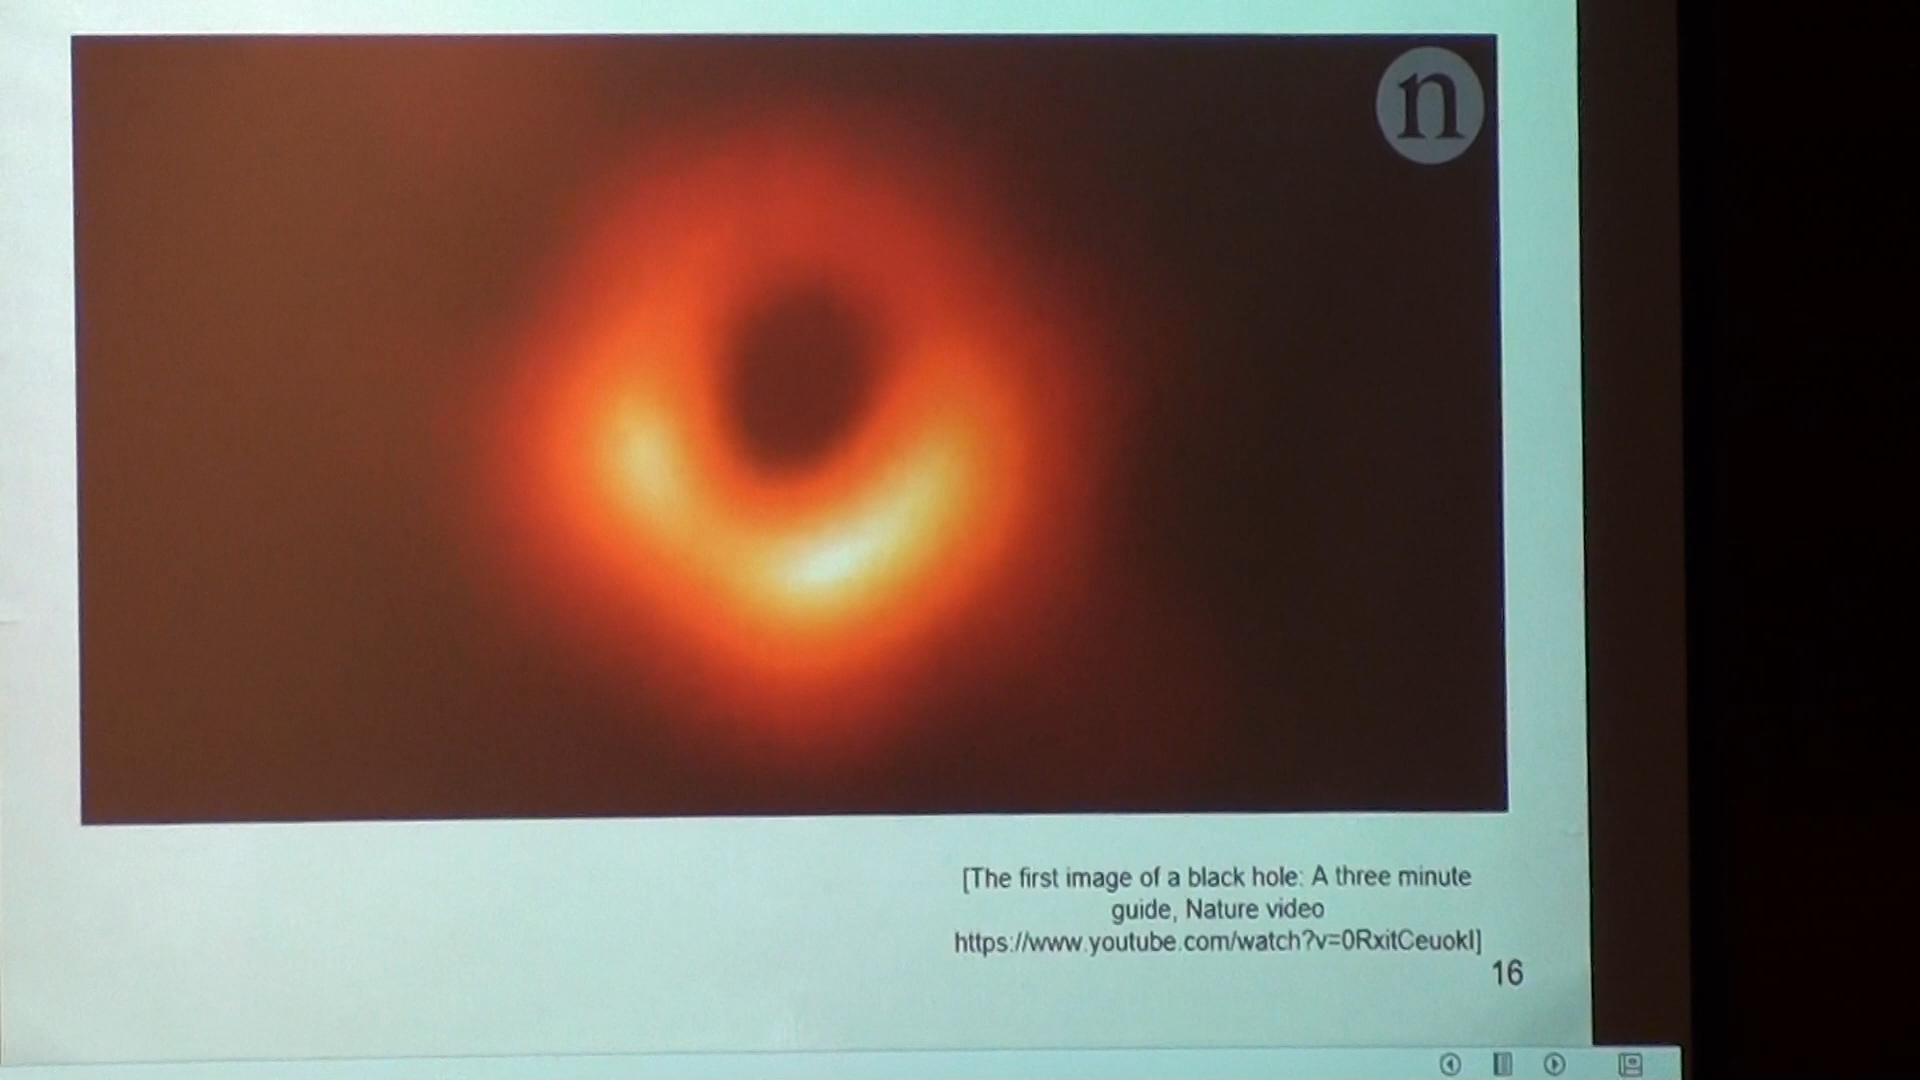 n
[The first image of a black hole: A three minute
guide, Nature video
https://www.youtube.com/watch?v=0RxitCeuokI]
16